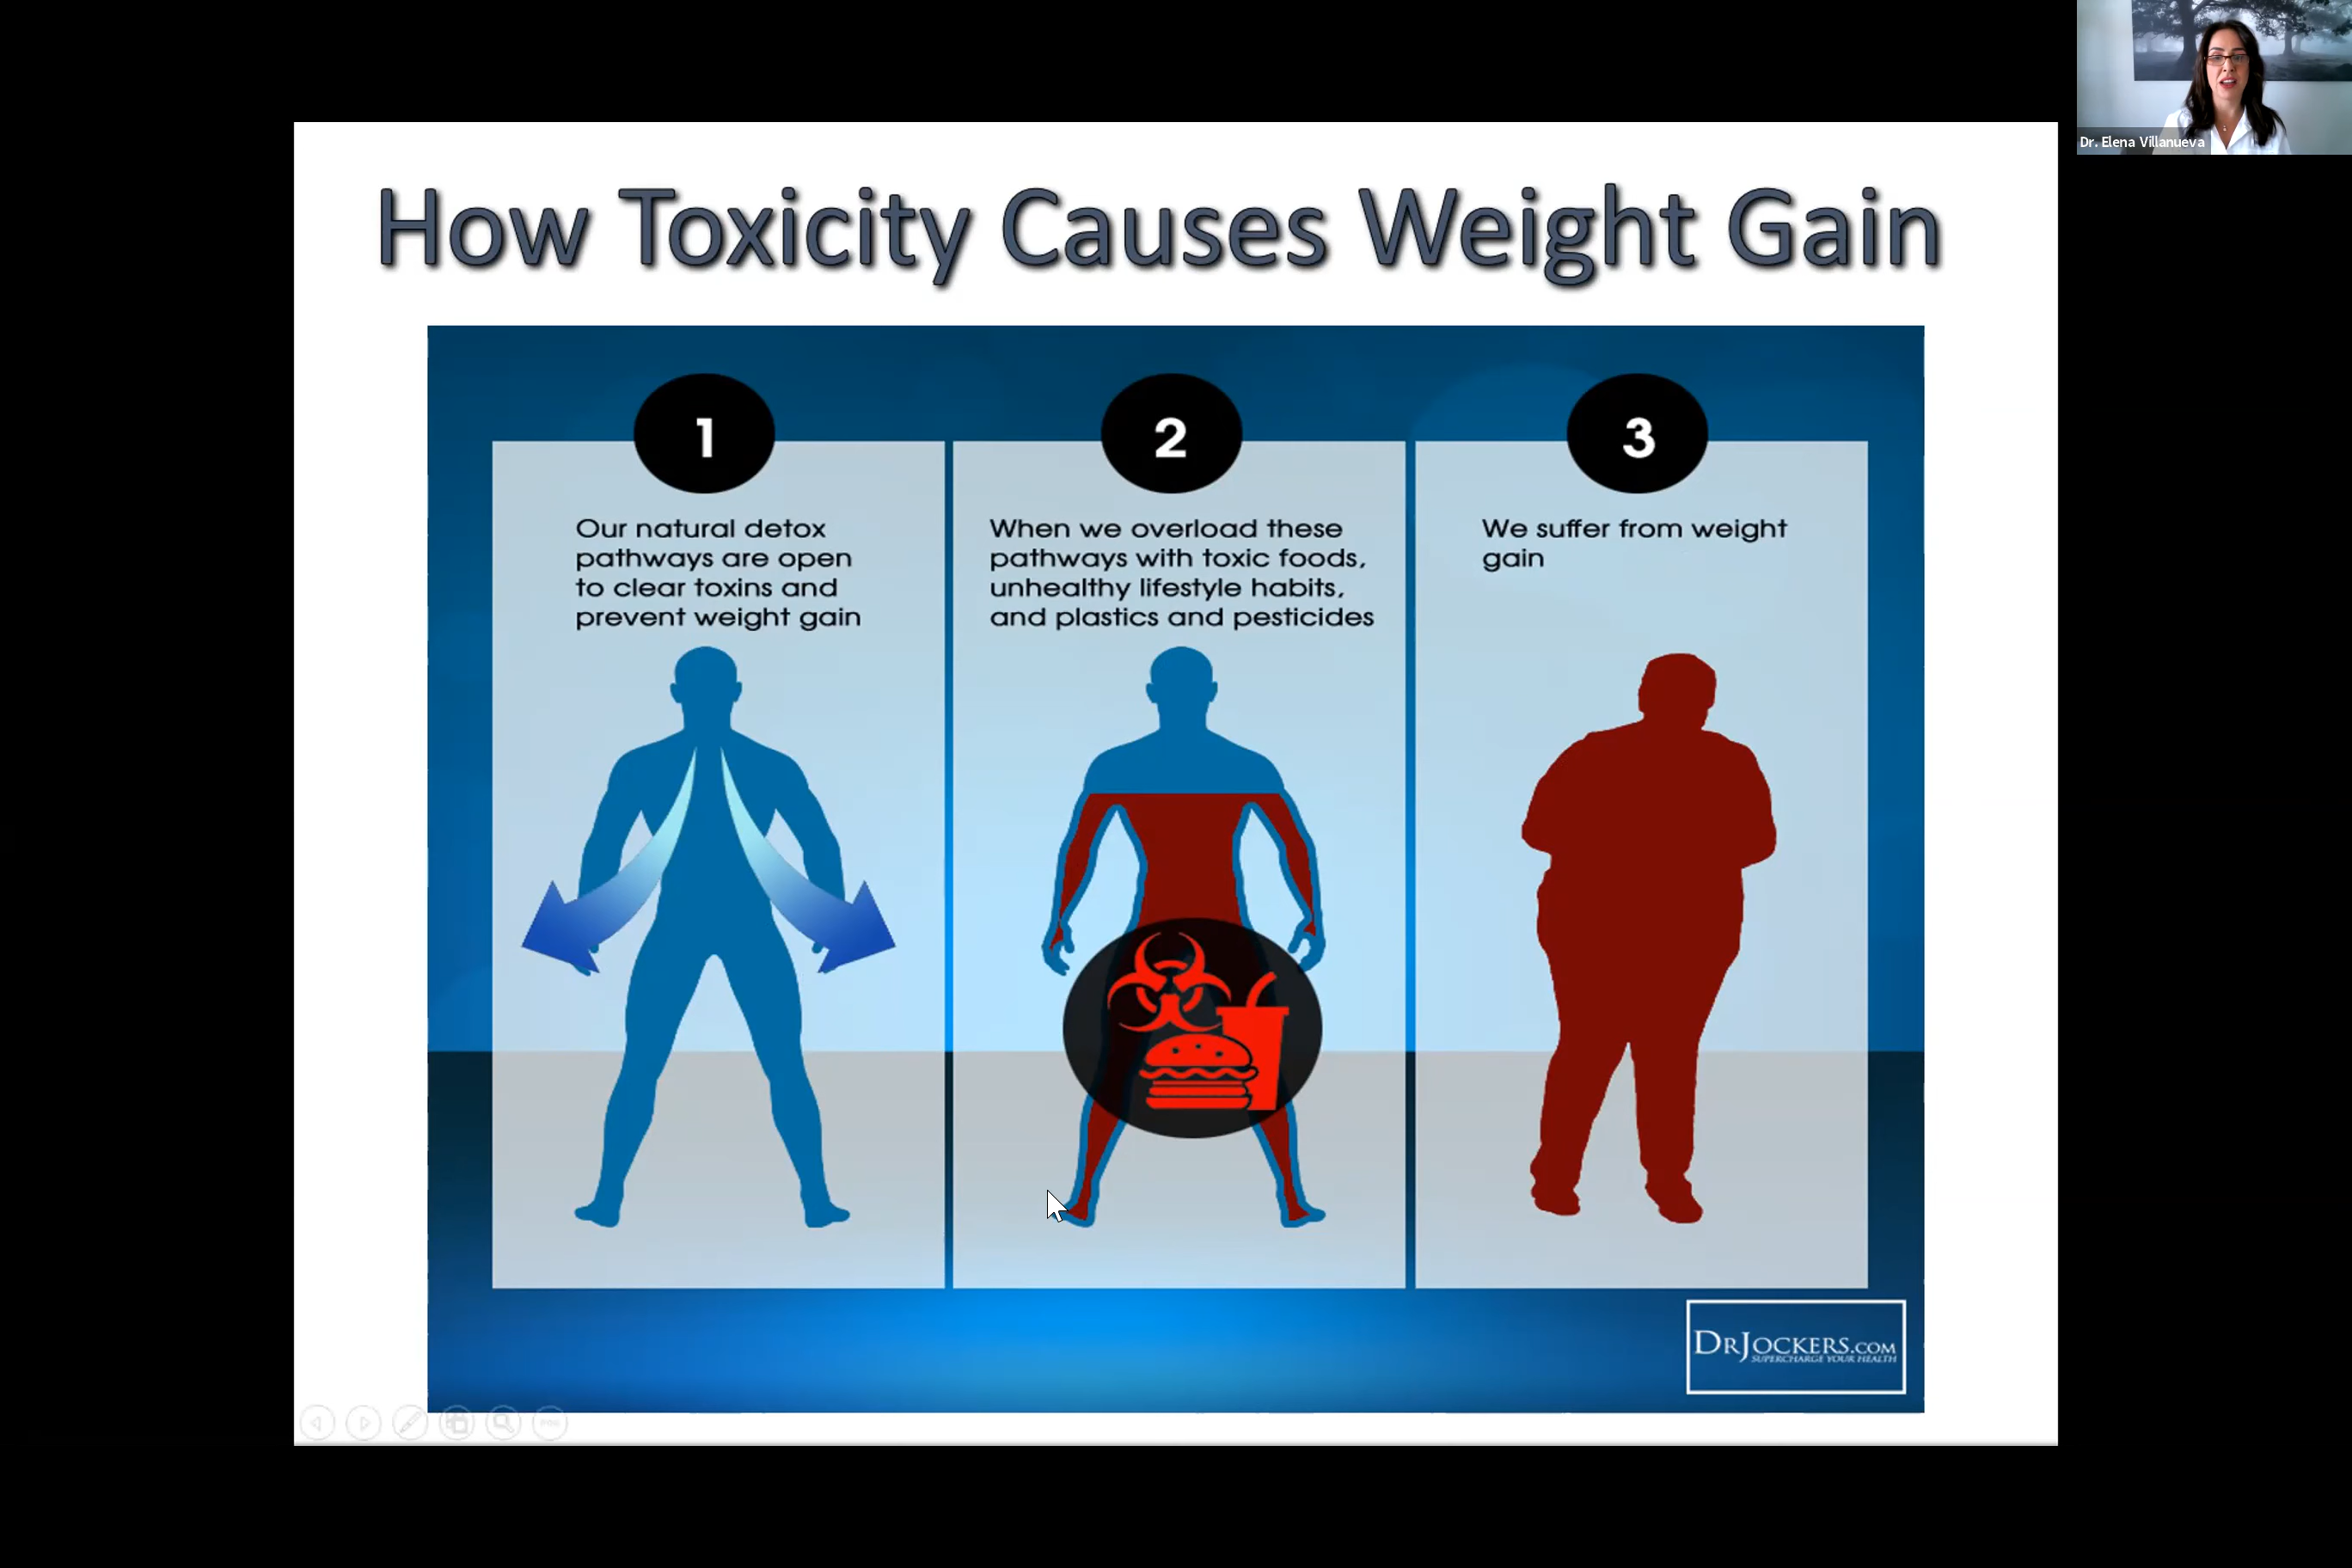 Dr. Elena Villanueva
How Toxicity Causes Weight Gain
1
Our natural detox
pathways are open
to clear toxins and
prevent weight gain
2
When we overload these
pathways with toxic foods,
unhealthy lifestyle habits,
and plastics and pesticides
3
We suffer from weight
gain
DRJOCKERS.COM
SUPERCHARGE YOUR HEALTH